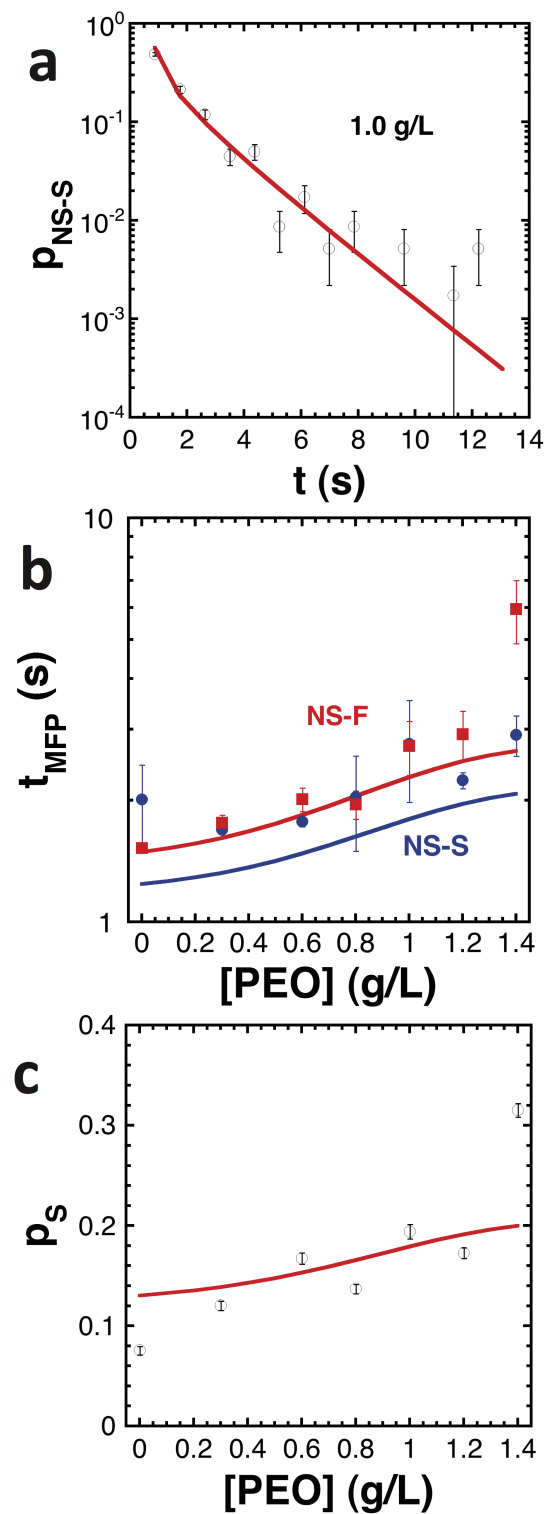 a
10⁰
10⁻¹
10⁻²
10⁻³
10⁻⁴
1.0 g/L
p_NS-S
0 2 4 6 8 10 12 14
t (s)
b
10
1
t_MFP (s)
NS-F
NS-S
0 0.2 0.4 0.6 0.8 1 1.2 1.4
[PEO] (g/L)
c
0.4
0.3
0.2
0.1
0
p_S
0 0.2 0.4 0.6 0.8 1 1.2 1.4
[PEO] (g/L)